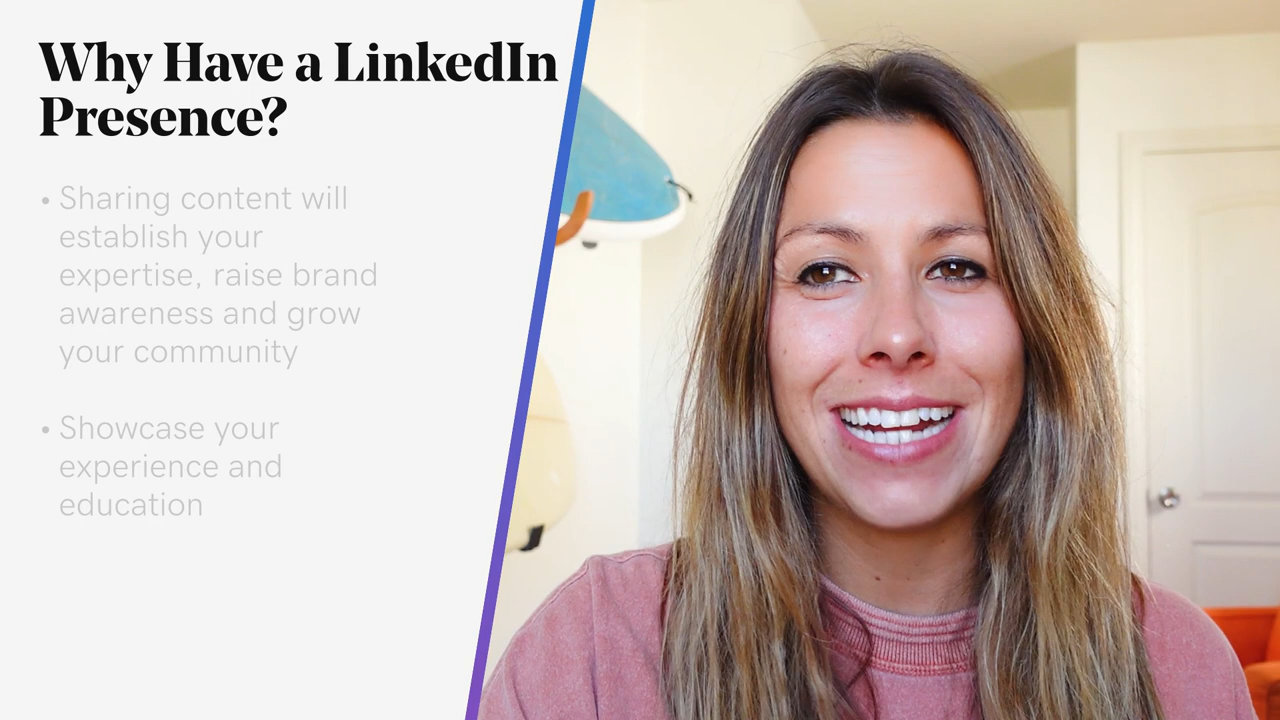 Why Have a LinkedIn
Presence?
• Sharing content will
establish your
expertise, raise brand
awareness and grow
your community
• Showcase your
experience and
education